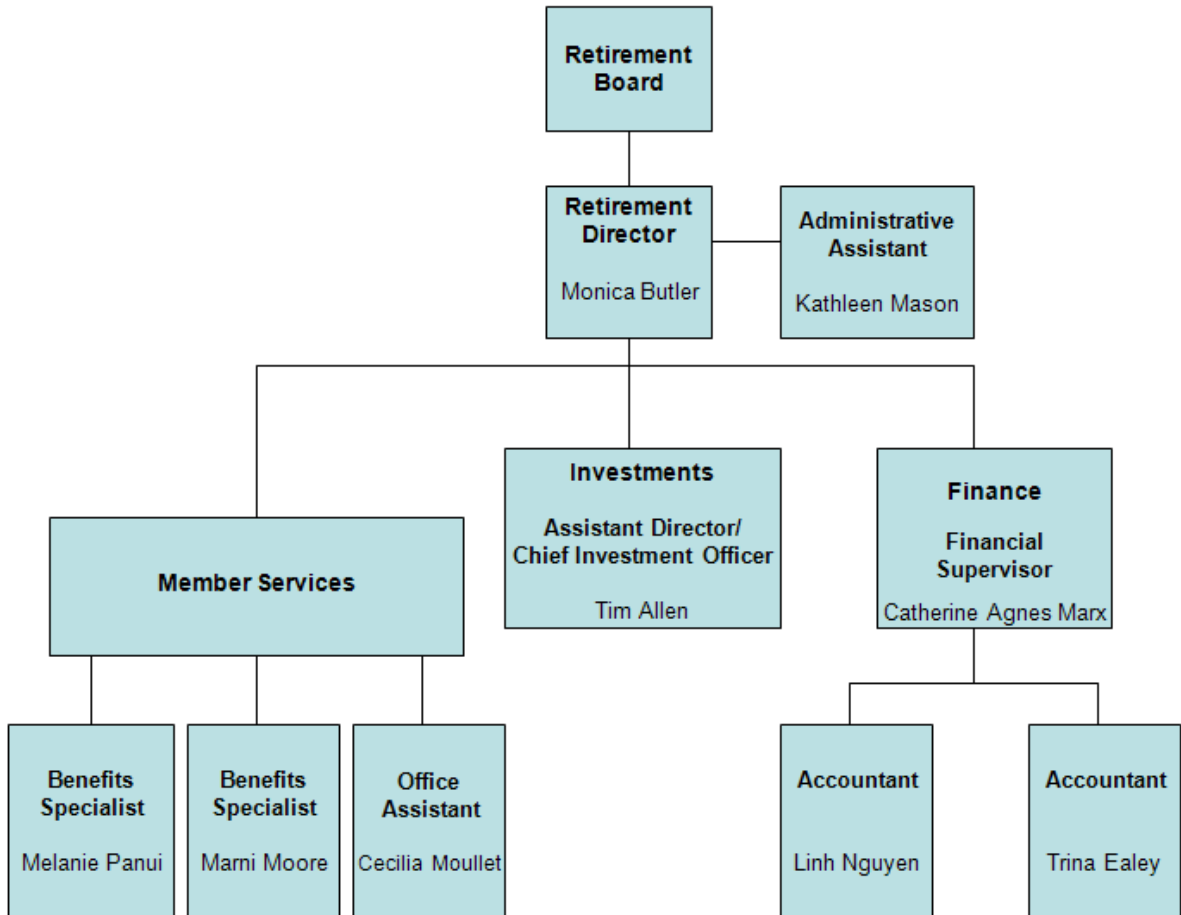 Retirement
Board
Retirement
Director
Monica Butler
Administrative
Assistant
Kathleen Mason
Member Services
Investments
Assistant Director/
Chief Investment Officer
Tim Allen
Finance
Financial
Supervisor
Catherine Agnes Marx
Benefits
Specialist
Melanie Panui
Benefits
Specialist
Marni Moore
Office
Assistant
Cecilia Moullet
Accountant
Linh Nguyen
Accountant
Trina Ealey